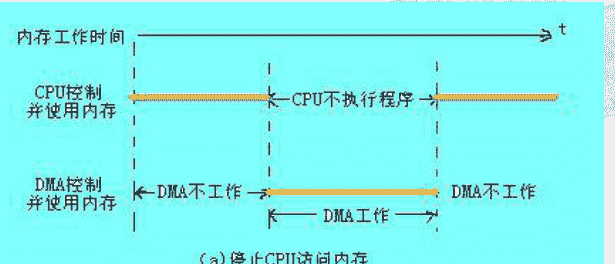 内存工作时间
t
CPU控制
并使用内存
CPU不执行程序
DMA控制
并使用内存
DMA不工作
DMA工作
DMA不工作
(a)停止CPU访问内存